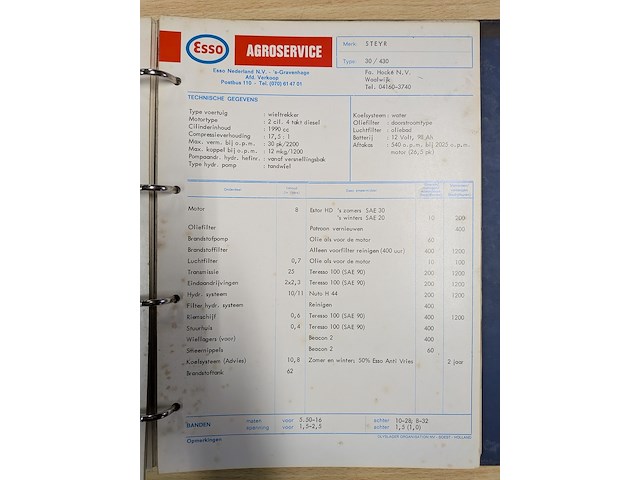 Esso
AGROSERVICE
Esso Nederland N.V. - 's-Gravenhage
Afd. Verkoop
Postbus 110 - Tel. (070) 61 47 01
Merk: STEYR
Type: 30 / 430
Fa. Hocké N.V.
Waalwijk
Tel. 04160-3740
TECHNISCHE GEGEVENS
Type voertuig : wieltrekker
Motortype : 2 cil. 4 takt diesel
Cilinderinhoud : 1990 cc
Compressieverhouding : 17,5 : 1
Max. verm. bij o.p.m. : 30 pk/2200
Max. koppel bij o.p.m. : 12 mkg/1200
Pompaandr. hydr. hefinr. : vanaf verstellingsbak
Type hydr. pomp : tandwiel
Koelsysteem : water
Oliefilter : doorstroomtype
Luchtfilter : oliebad
Batterij : 12 Volt, 98 Ah
Aftakas : 540 o.p.m. bij 2025 o.p.m.
motor (26,5 pk)
Motor 8 Estor HD 's zomers SAE 30
's winters SAE 20 10 200
Oliefilter Patroon vernieuwen 400
Brandstofpomp Olie als voor de motor 60
Brandstoffilter Alleen voorfilter reinigen (400 uur) 400 1200
Luchtfilter 0,7 Olie als voor de motor 10 100
Transmissie 25 Teresso 100 (SAE 90) 200 1200
Eindaandrijvingen 2x2,3 Teresso 100 (SAE 90) 200 1200
Hydr. systeem 10/11 Nuto H 44 200 1200
Filter hydr. systeem Reinigen 400
Riemschijf 0,6 Teresso 100 (SAE 90) 400 1200
Stuurhuis 0,4 Teresso 100 (SAE 90) 400
Wiellagers (voor) Beacon 2 400
Smeernippels Beacon 2 60
Koelsysteem (Advies) 10,8 Zomer en winter; 50% Esso Anti Vries 2 jaar
Brandstoftank 62
BANDEN maten voor 5.50-16 achter 10-28; 8-32
spanning voor 1,5-2,5 achter 1,5 (1,0)
Opmerkingen